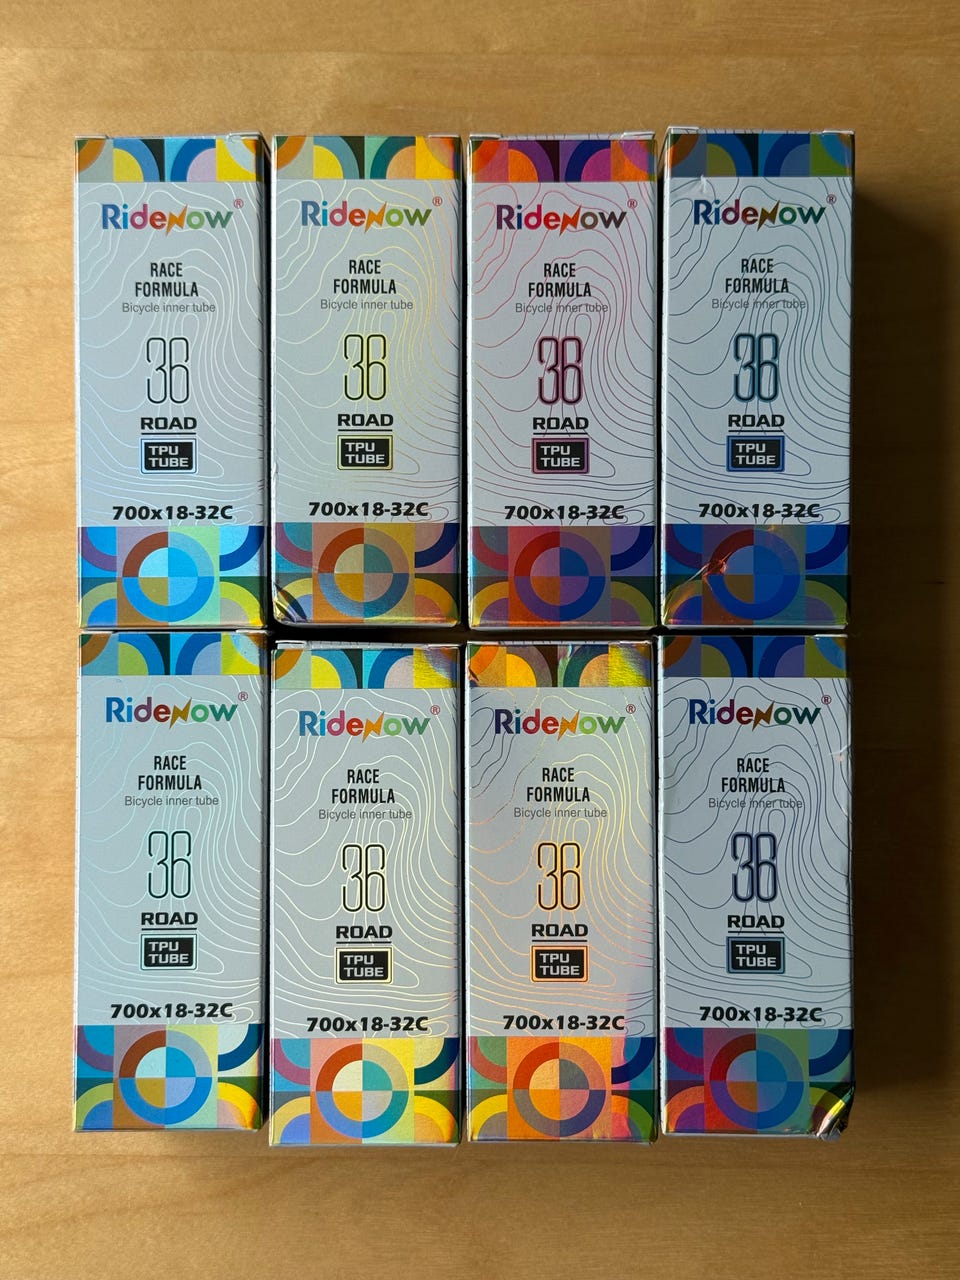 RideNow®
RACE
FORMULA
Bicycle inner tube
36
ROAD
TPU
TUBE
700x18-32C
RideNow®
RACE
FORMULA
Bicycle inner tube
36
ROAD
TPU
TUBE
700x18-32C
RideNow®
RACE
FORMULA
Bicycle inner tube
36
ROAD
TPU
TUBE
700x18-32C
RideNow®
RACE
FORMULA
Bicycle inner tube
36
ROAD
TPU
TUBE
700x18-32C
RideNow®
RACE
FORMULA
Bicycle inner tube
36
ROAD
TPU
TUBE
700x18-32C
RideNow®
RACE
FORMULA
Bicycle inner tube
36
ROAD
TPU
TUBE
700x18-32C
RideNow®
RACE
FORMULA
Bicycle inner tube
36
ROAD
TPU
TUBE
700x18-32C
RideNow®
RACE
FORMULA
Bicycle inner tube
36
ROAD
TPU
TUBE
700x18-32C